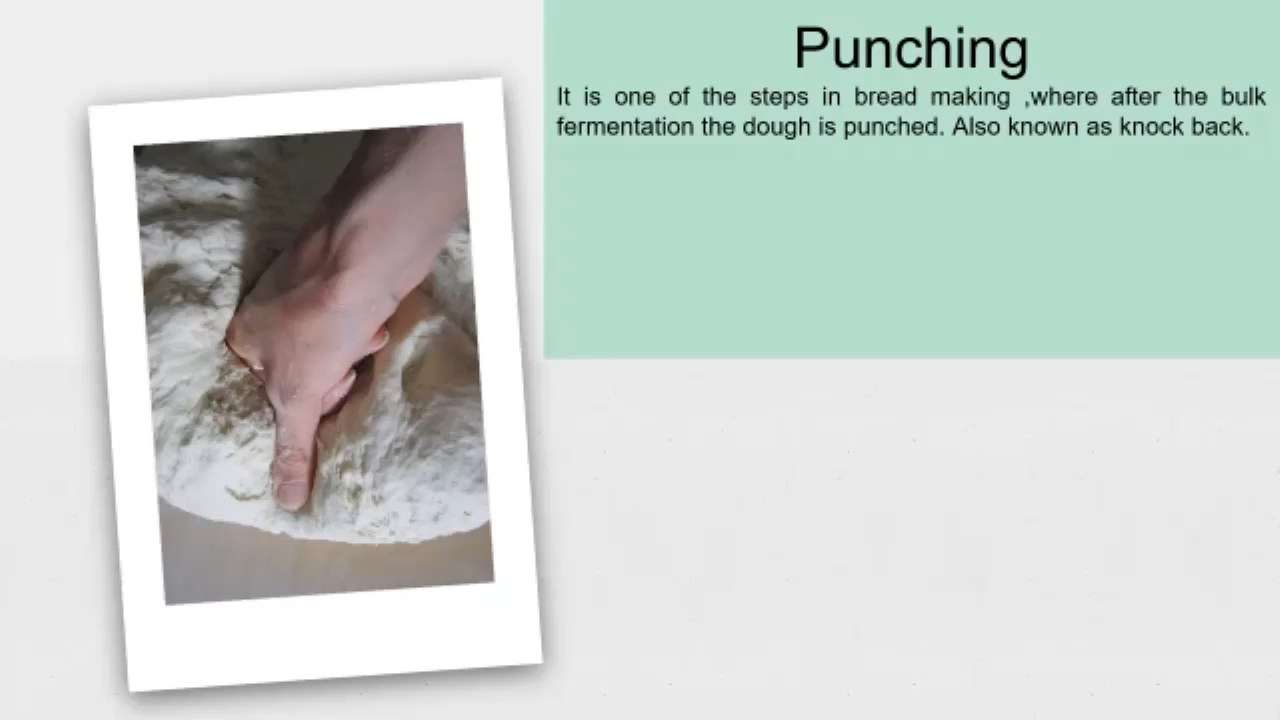 Punching
It is one of the steps in bread making ,where after the bulk
fermentation the dough is punched. Also known as knock back.